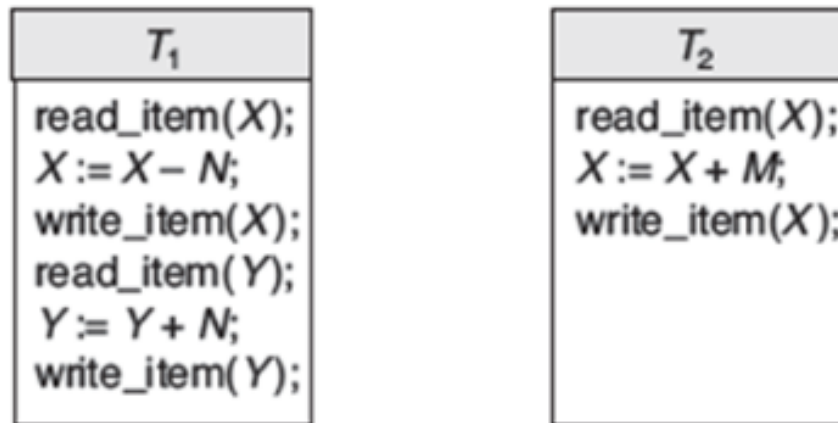 T₁
read_item(X);
X := X – N;
write_item(X);
read_item(Y);
Y := Y + N;
write_item(Y);
T₂
read_item(X);
X := X + M;
write_item(X);